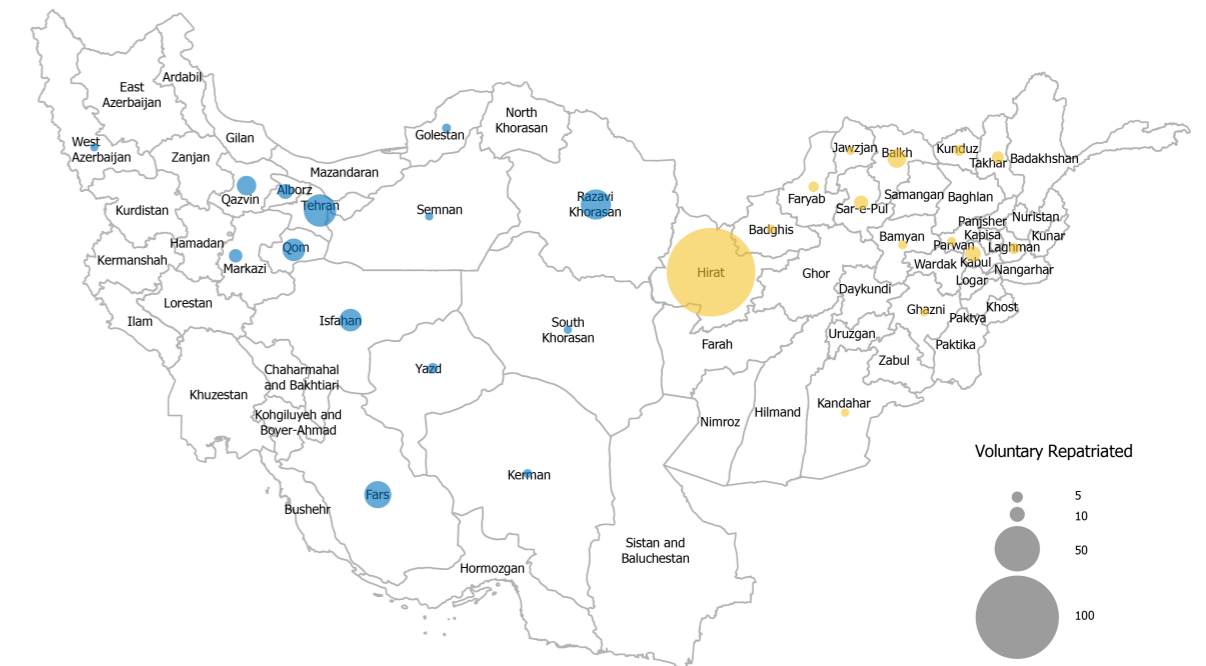 Ardabil
East
Azerbaijan
West
Azerbaijan
Gilan
Zanjan
Mazandaran
Golestan
North
Khorasan
Qazvin
Alborz
Tehran
Semnan
Razavi
Khorasan
Kurdistan
Hamadan
Qom
Markazi
Kermanshah
Lorestan
Ilam
Isfahan
South
Khorasan
Yazd
Chaharmahal
and Bakhtiari
Khuzestan
Kohgiluyeh and
Boyer-Ahmad
Fars
Kerman
Bushehr
Hormozgan
Sistan and
Baluchestan
Jawzjan
Balkh
Kunduz
Takhar
Badakhshan
Faryab
Sar-e-Pul
Samangan
Baghlan
Badghis
Bamyan
Panjsher
Nuristan
Kapisa
Kunar
Parwan
Laghman
Wardak
Kabul
Nangarhar
Logar
Hirat
Ghor
Daykundi
Ghazni
Khost
Paktya
Uruzgan
Paktika
Zabul
Farah
Kandahar
Nimroz
Hilmand
Voluntary Repatriated
5
10
50
100